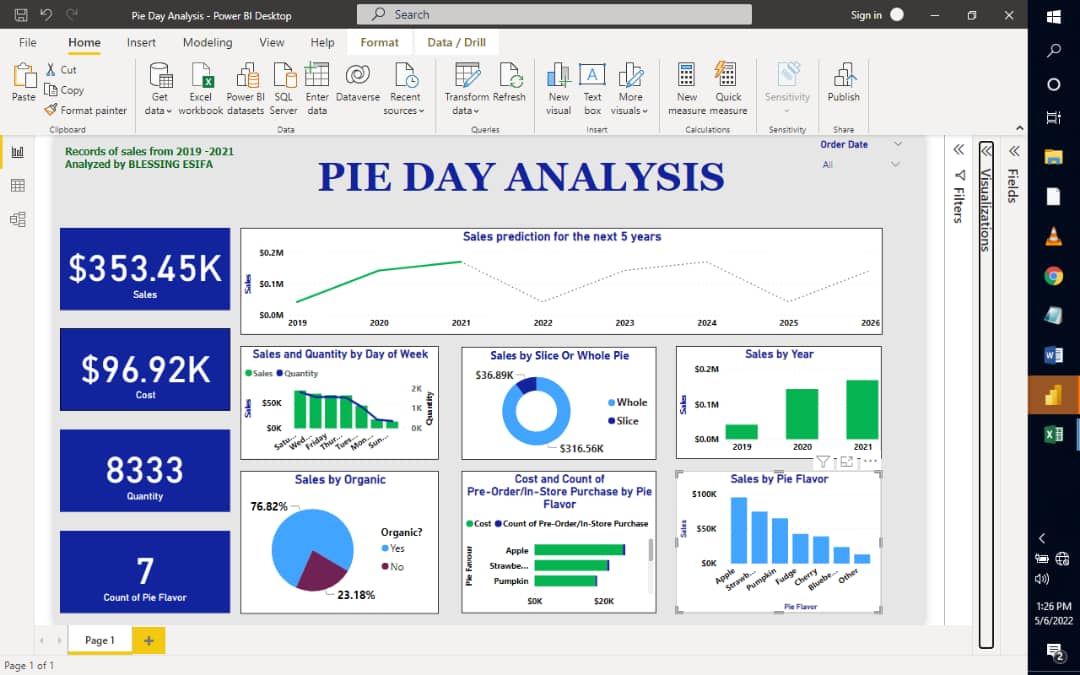 Pie Day Analysis - Power BI Desktop
Search
Sign in
File Home Insert Modeling View Help Format Data / Drill
Paste
Cut
Copy
Format painter
Get data
Excel workbook
Power BI datasets
SQL Server
Enter data
Dataverse
Recent sources
Transform data
Refresh
New visual
Text box
More visuals
New measure
Quick measure
Sensitivity
Publish
Clipboard
Data
Queries
Insert
Calculations
Sensitivity
Share
Records of sales from 2019 -2021
Analyzed by BLESSING ESIFA
PIE DAY ANALYSIS
Order Date
All
Filters
Visualizations
Fields
$353.45K
Sales
$96.92K
Cost
8333
Quantity
7
Count of Pie Flavor
Sales prediction for the next 5 years
Sales
$0.2M
$0.1M
$0.0M
2019 2020 2021 2022 2023 2024 2025 2026
Sales and Quantity by Day of Week
Sales Quantity
Sales
$50K
$0K
2K
1K
0K
Quantity
Satu... Wed... Friday Thur... Tues... Mon... Sun...
Sales by Slice Or Whole Pie
$36.89K
$316.56K
Whole
Slice
Sales by Year
Sales
$0.2M
$0.1M
$0.0M
2019 2020 2021
Sales by Organic
76.82%
23.18%
Organic?
Yes
No
Cost and Count of
Pre-Order/In-Store Purchase by Pie
Flavor
Cost Count of Pre-Order/In-Store Purchase
Pie Flavour
Apple
Strawbe...
Pumpkin
$0K $20K
Sales by Pie Flavor
Sales
$100K
$50K
$0K
Apple Strawb... Pumpkin Fudge Cherry Bluebe... Other
Pie Flavor
Page 1
+
Page 1 of 1
1:26 PM
5/6/2022
2